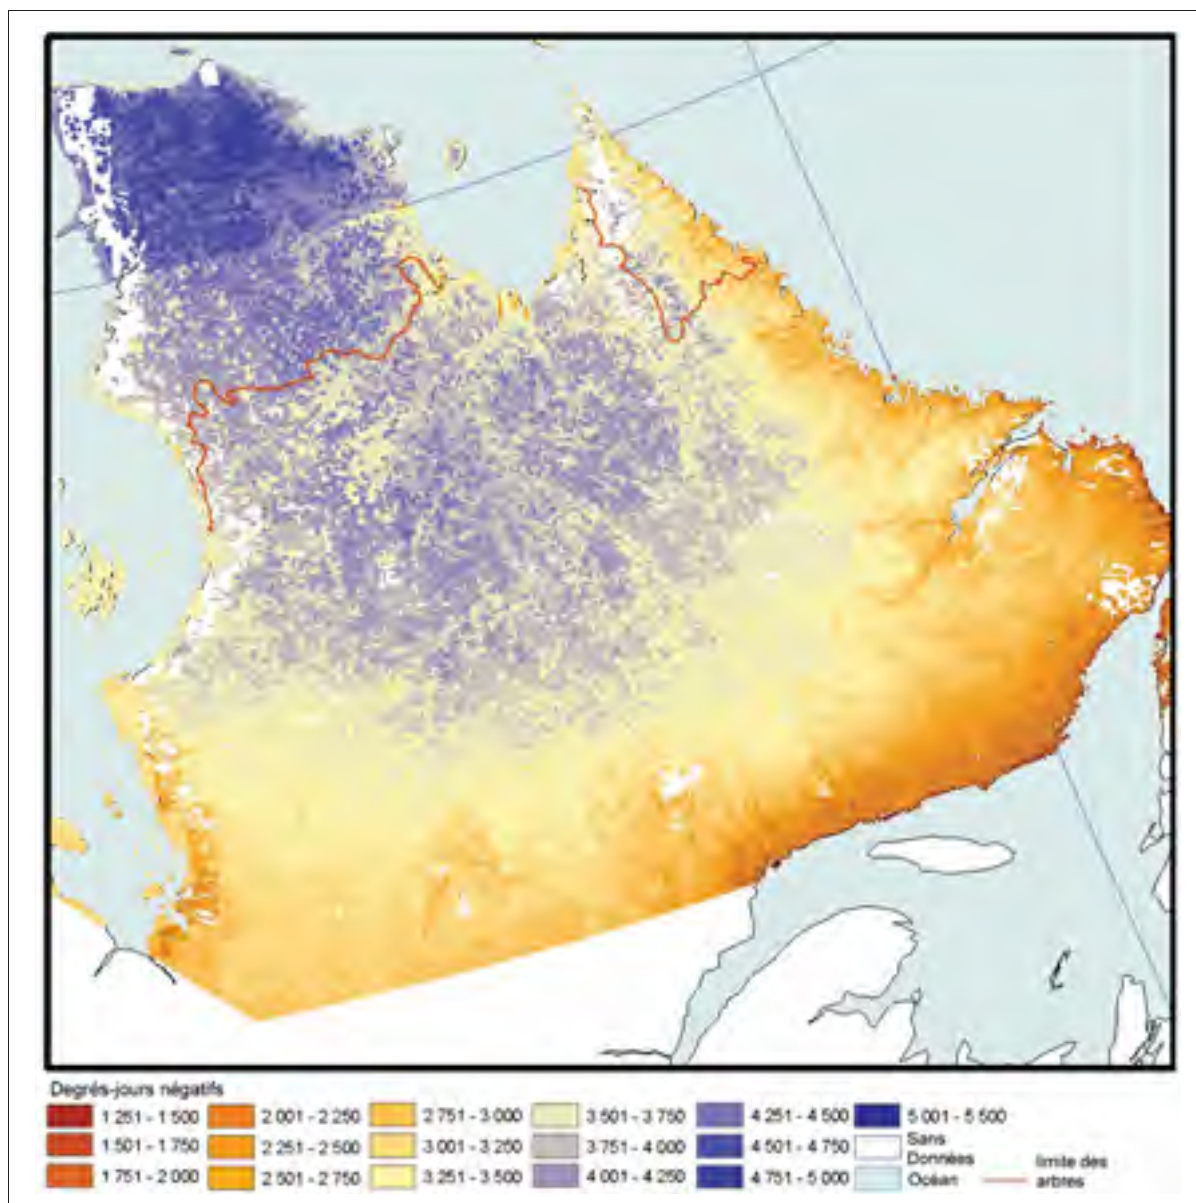 Degrés-jours négatifs
1 251 - 1 500
1 501 - 1 750
1 751 - 2 000
2 001 - 2 250
2 251 - 2 500
2 501 - 2 750
2 751 - 3 000
3 001 - 3 250
3 251 - 3 500
3 501 - 3 750
3 751 - 4 000
4 001 - 4 250
4 251 - 4 500
4 501 - 4 750
4 751 - 5 000
5 001 - 5 500
Sans
Données
Océan
limite des
arbres